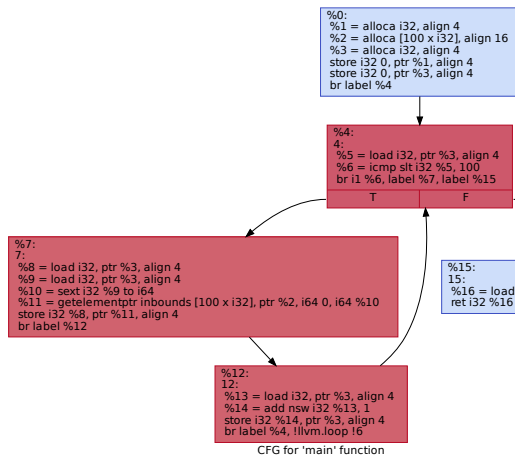 %0:
%1 = alloca i32, align 4
%2 = alloca [100 x i32], align 16
%3 = alloca i32, align 4
store i32 0, ptr %1, align 4
store i32 0, ptr %3, align 4
br label %4
%4:
4:
%5 = load i32, ptr %3, align 4
%6 = icmp slt i32 %5, 100
br i1 %6, label %7, label %15
T F
%7:
7:
%8 = load i32, ptr %3, align 4
%9 = load i32, ptr %3, align 4
%10 = sext i32 %9 to i64
%11 = getelementptr inbounds [100 x i32], ptr %2, i64 0, i64 %10
store i32 %8, ptr %11, align 4
br label %12
%15:
15:
%16 = load
ret i32 %16
%12:
12:
%13 = load i32, ptr %3, align 4
%14 = add nsw i32 %13, 1
store i32 %14, ptr %3, align 4
br label %4, !llvm.loop !6
CFG for 'main' function